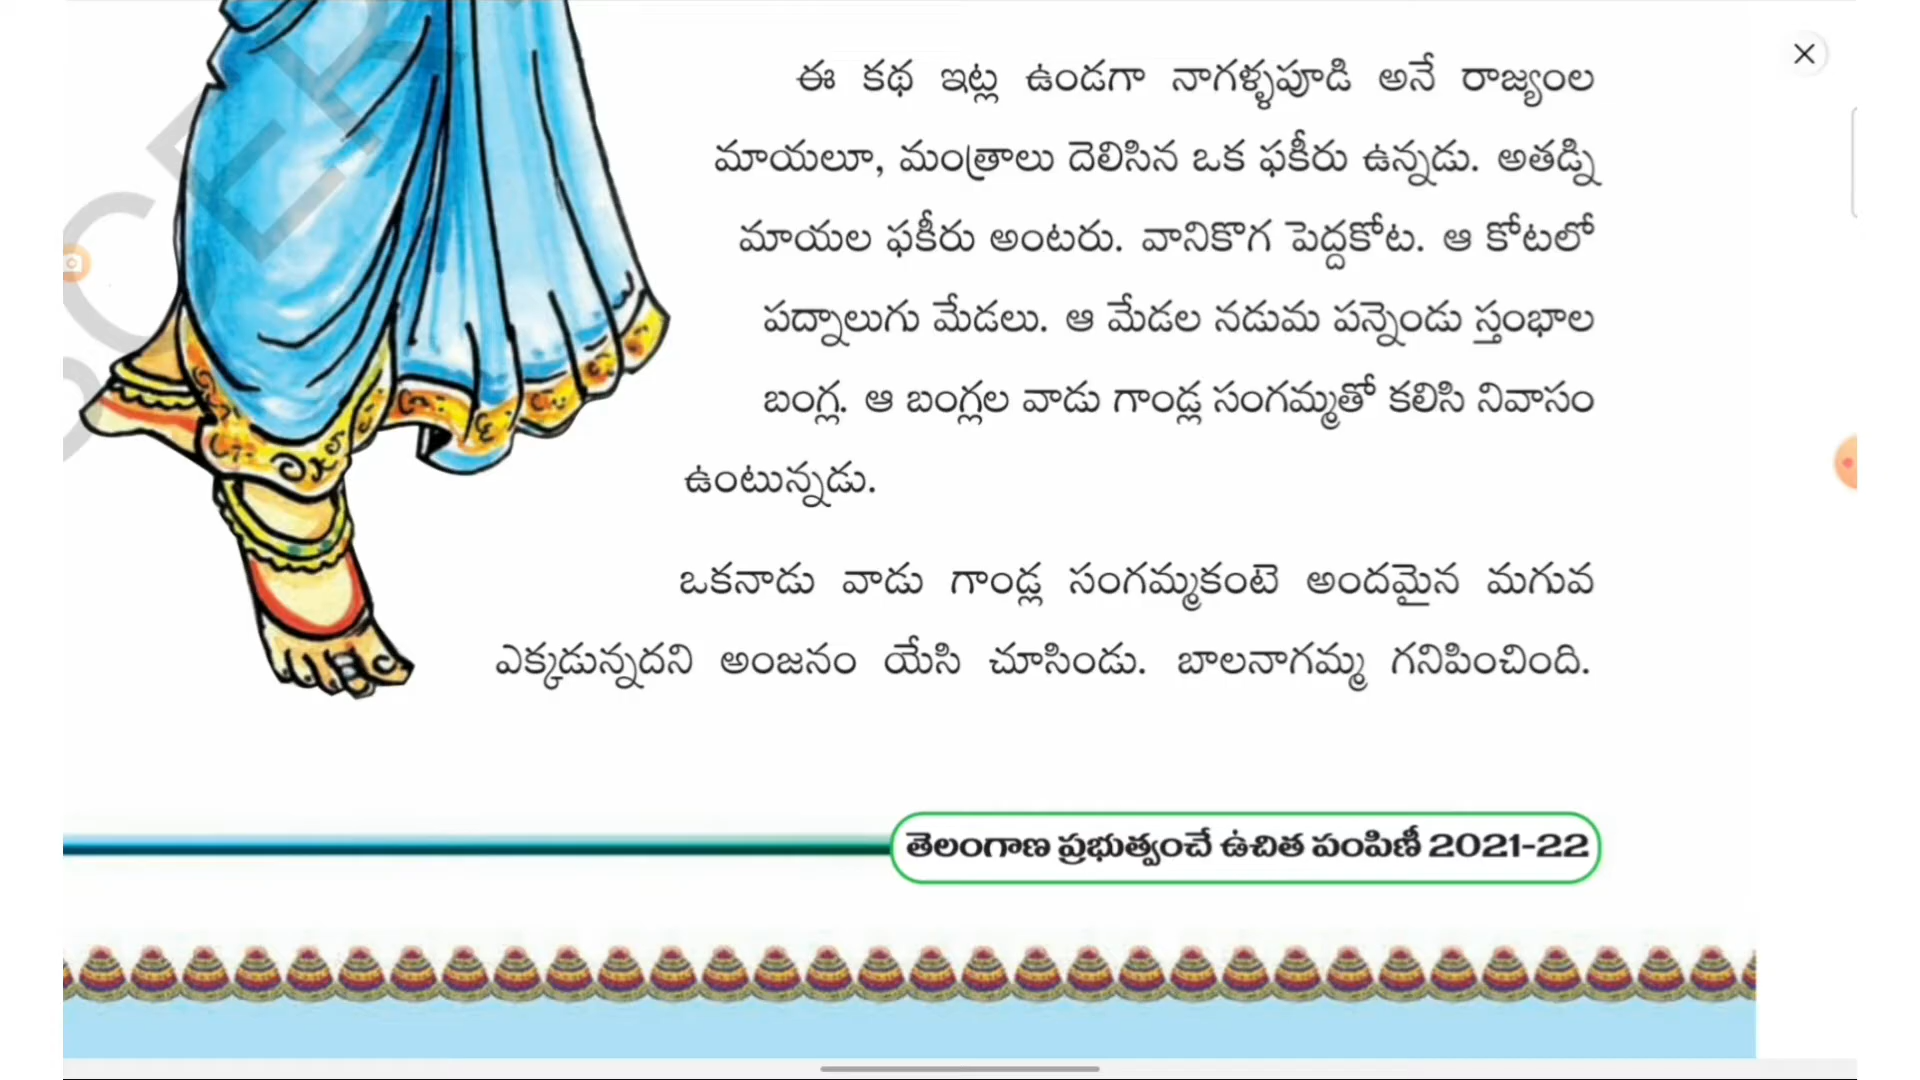 ఈ కథ ఇట్ల ఉండగా నాగళ్ళపూడి అనే రాజ్యంల
మాయలూ, మంత్రాలు దెలిసిన ఒక ఫకీరు ఉన్నడు. అతడ్ని
మాయల ఫకీరు అంటరు. వానికొగ పెద్దకోట. ఆ కోటలో
పద్నాలుగు మేడలు. ఆ మేడల నడుమ పన్నెండు స్తంభాల
బంగ్ల. ఆ బంగ్లల వాడు గాండ్ల సంగమ్మతో కలిసి నివాసం
ఉంటున్నడు.
ఒకనాడు వాడు గాండ్ల సంగమ్మకంటె అందమైన మగువ
ఎక్కడున్నదని అంజనం యేసి చూసిండు. బాలనాగమ్మ గనిపించింది.
తెలంగాణ ప్రభుత్వంచే ఉచిత పంపిణీ 2021-22